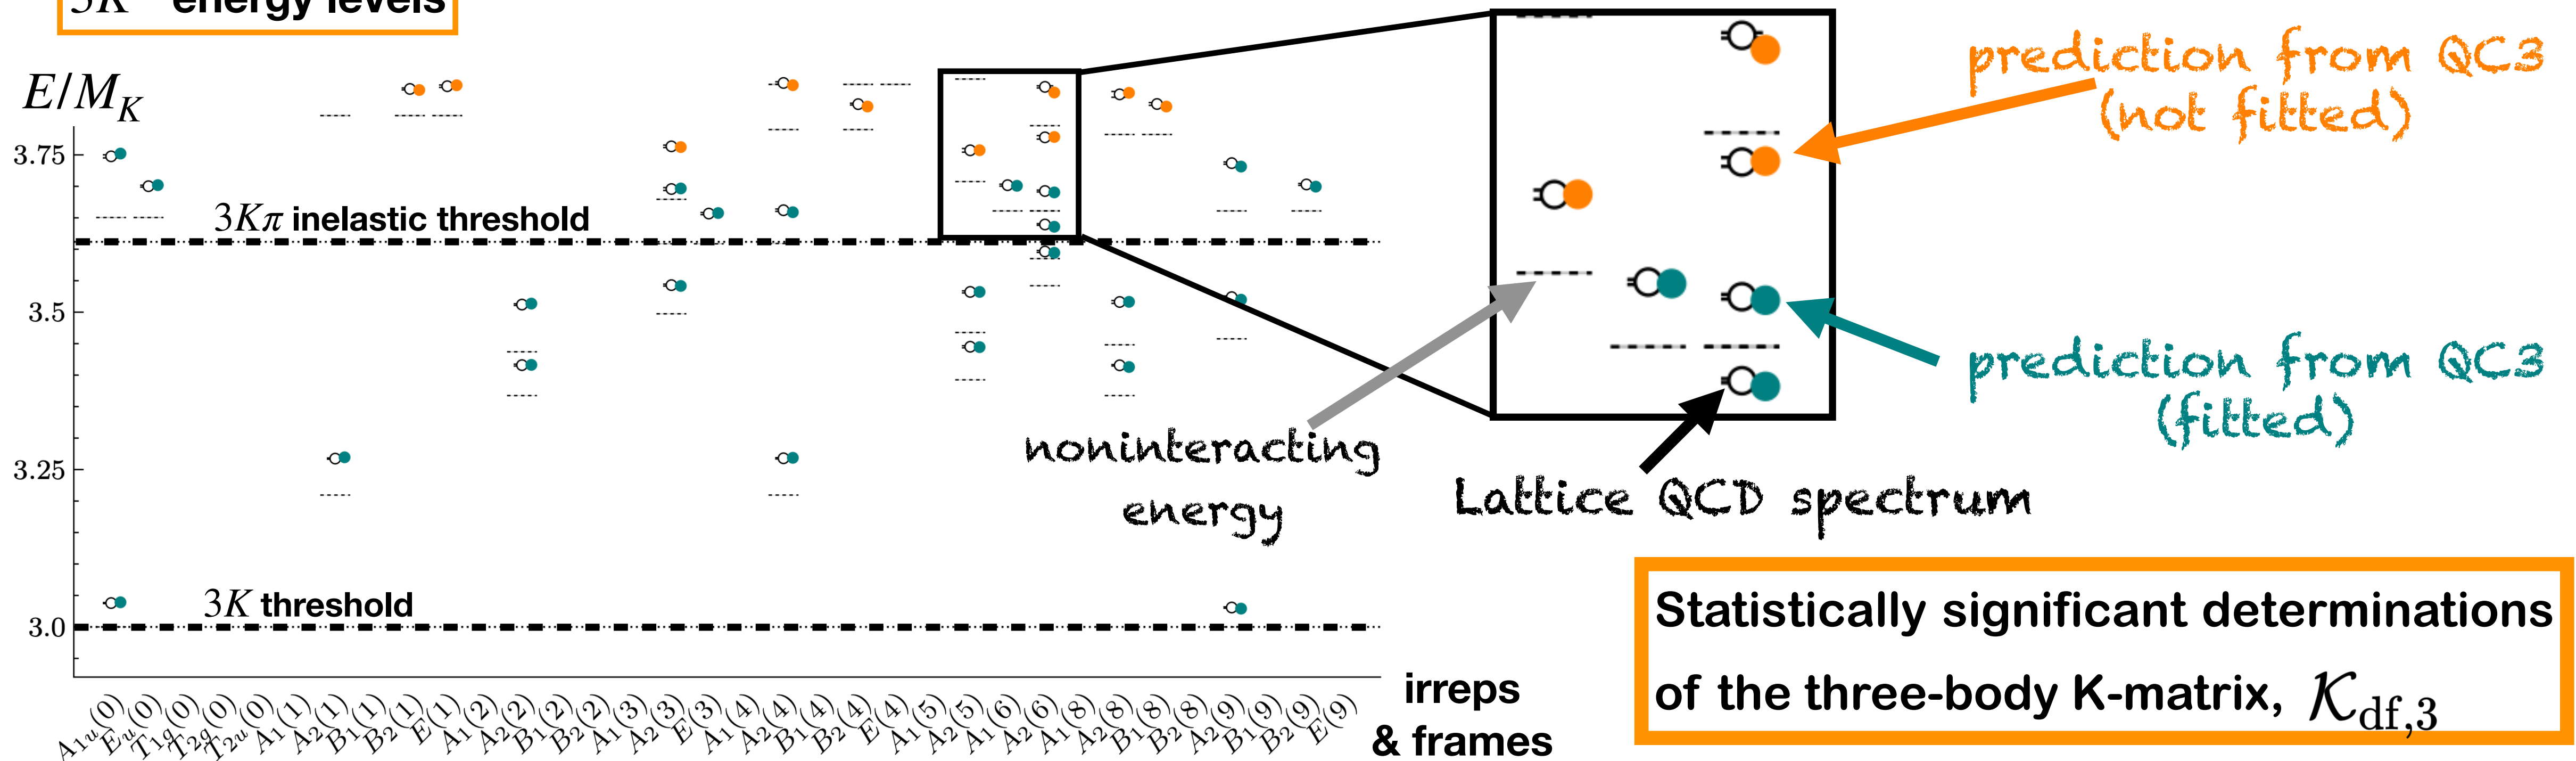 3K energy levels
E/M_K
3.75
3.5
3.25
3.0
3Kπ inelastic threshold
3K threshold
A1u(0)
Eu(0)
T1g(0)
T2g(0)
T2u(0)
A1(1)
A2(1)
B1(1)
B2(1)
E(1)
A1(2)
A2(2)
B1(2)
B2(2)
A1(3)
A2(3)
E(3)
A1(4)
A2(4)
B1(4)
B2(4)
E(4)
A1(5)
A2(5)
A1(6)
A2(6)
A1(8)
A2(8)
B1(8)
B2(8)
A2(9)
B1(9)
B2(9)
E(9)
irreps
& frames
prediction from QC3
(not fitted)
prediction from QC3
(fitted)
noninteracting
energy
Lattice QCD spectrum
Statistically significant determinations
of the three-body K-matrix, 𝒦df,3